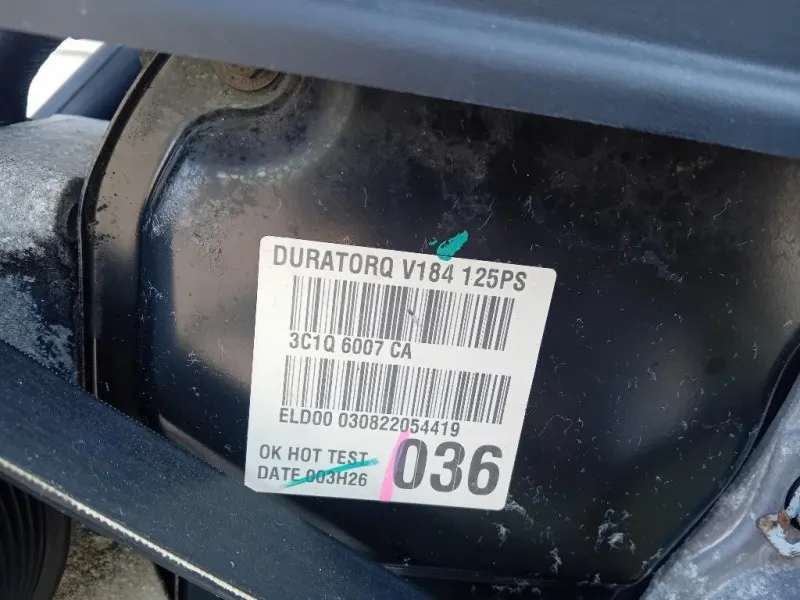 DURATORQ V184 125PS
3C1Q 6007 CA
ELD00 030822054419
OK HOT TEST
DATE 003H26
036